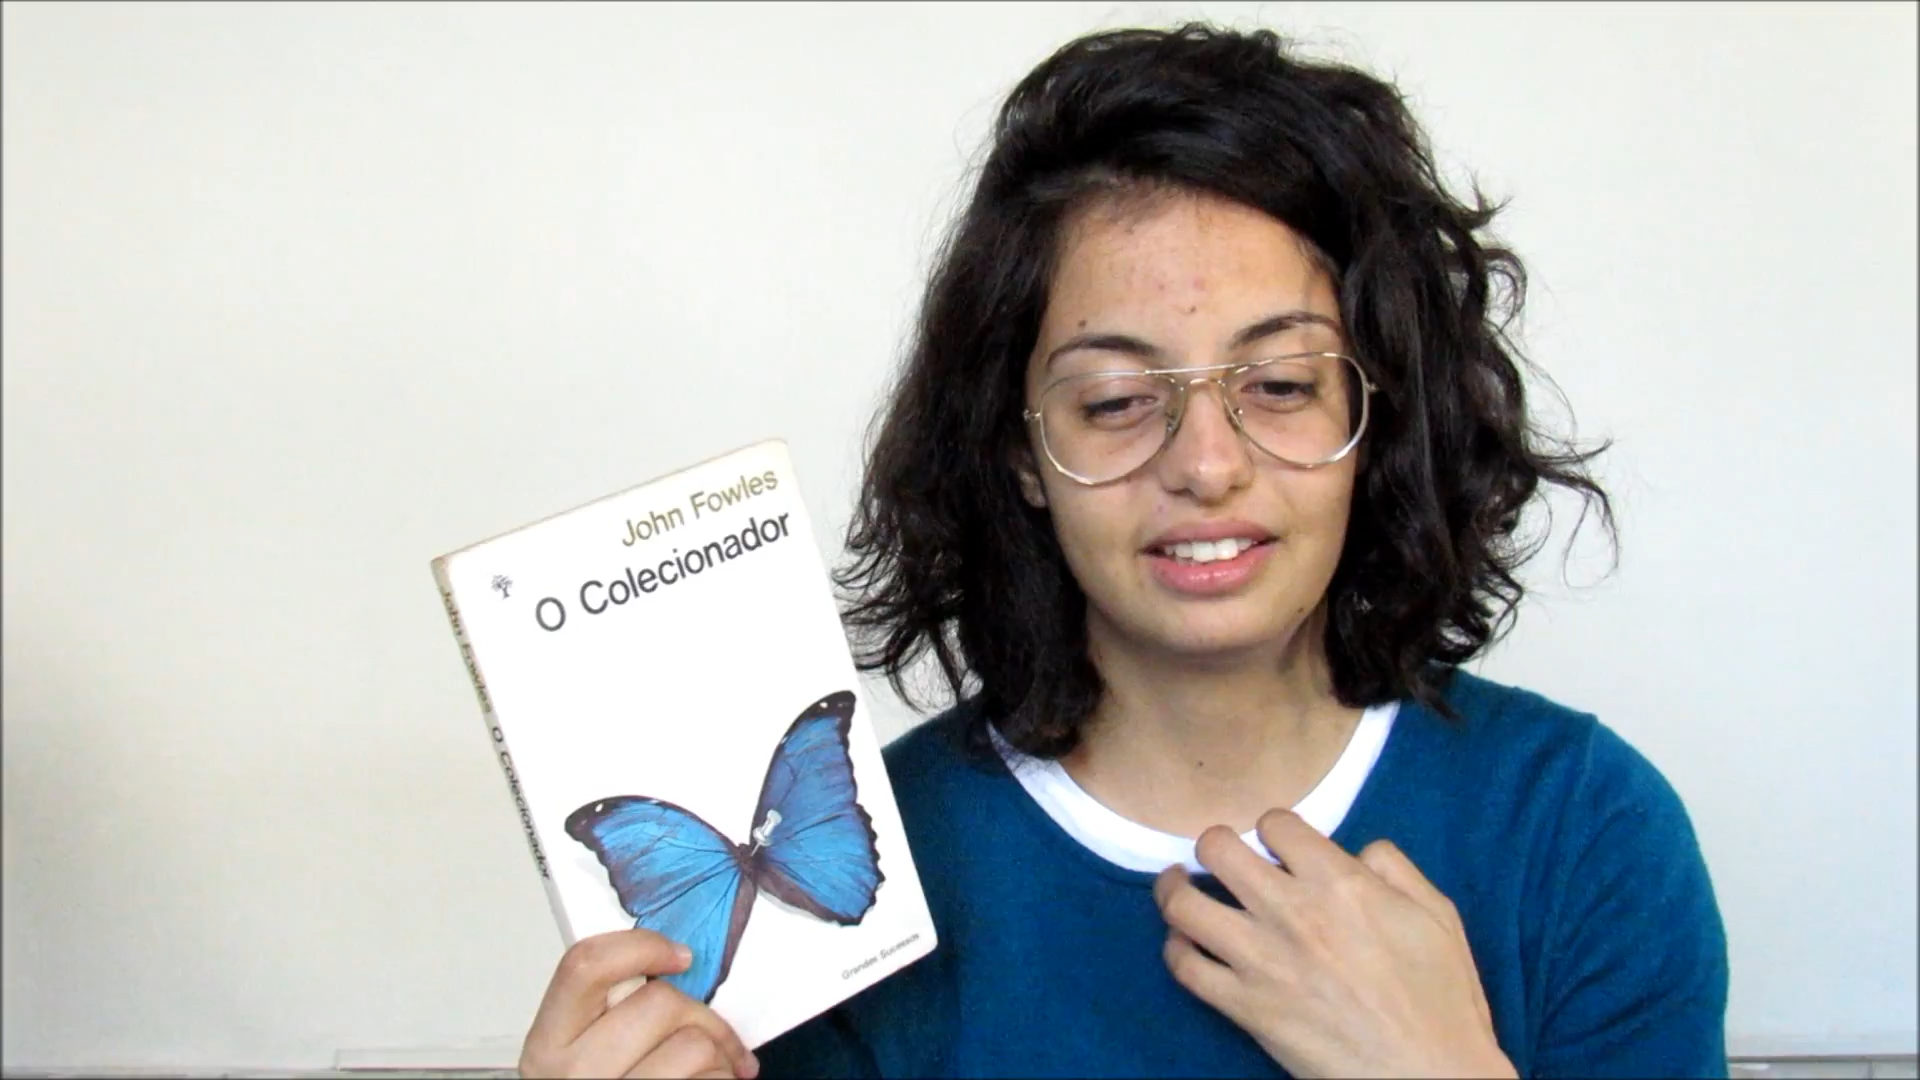 John Fowles
O Colecionador
John Fowles O Colecionador
Grandes Sucessos